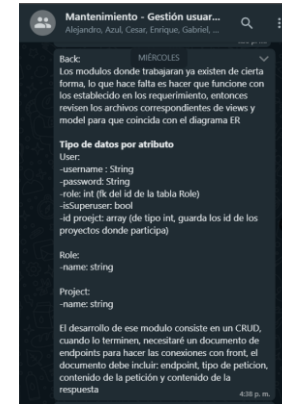 Mantenimiento - Gestión usuar...
Alejandro, Azul, Cesar, Enrique, Gabriel, ...
MIÉRCOLES
Back:
Los modulos donde trabajaran ya existen de cierta
forma, lo que hace falta es hacer que funcione con
los establecido en los requerimiento, entonces
revisen los archivos correspondientes de views y
model para que coincida con el diagrama ER
Tipo de datos por atributo
User:
-username : String
-password: String
-role: int (fk del id de la tabla Role)
-isSuperuser: bool
-id proejct: array (de tipo int, guarda los id de los
proyectos donde participa)
Role:
-name: string
Project:
-name: string
El desarrollo de ese modulo consiste en un CRUD,
cuando lo terminen, necesitaré un documento de
endpoints para hacer las conexiones con front, el
documento debe incluir: endpoint, tipo de peticion,
contenido de la petición y contenido de la
respuesta
4:38 p. m.